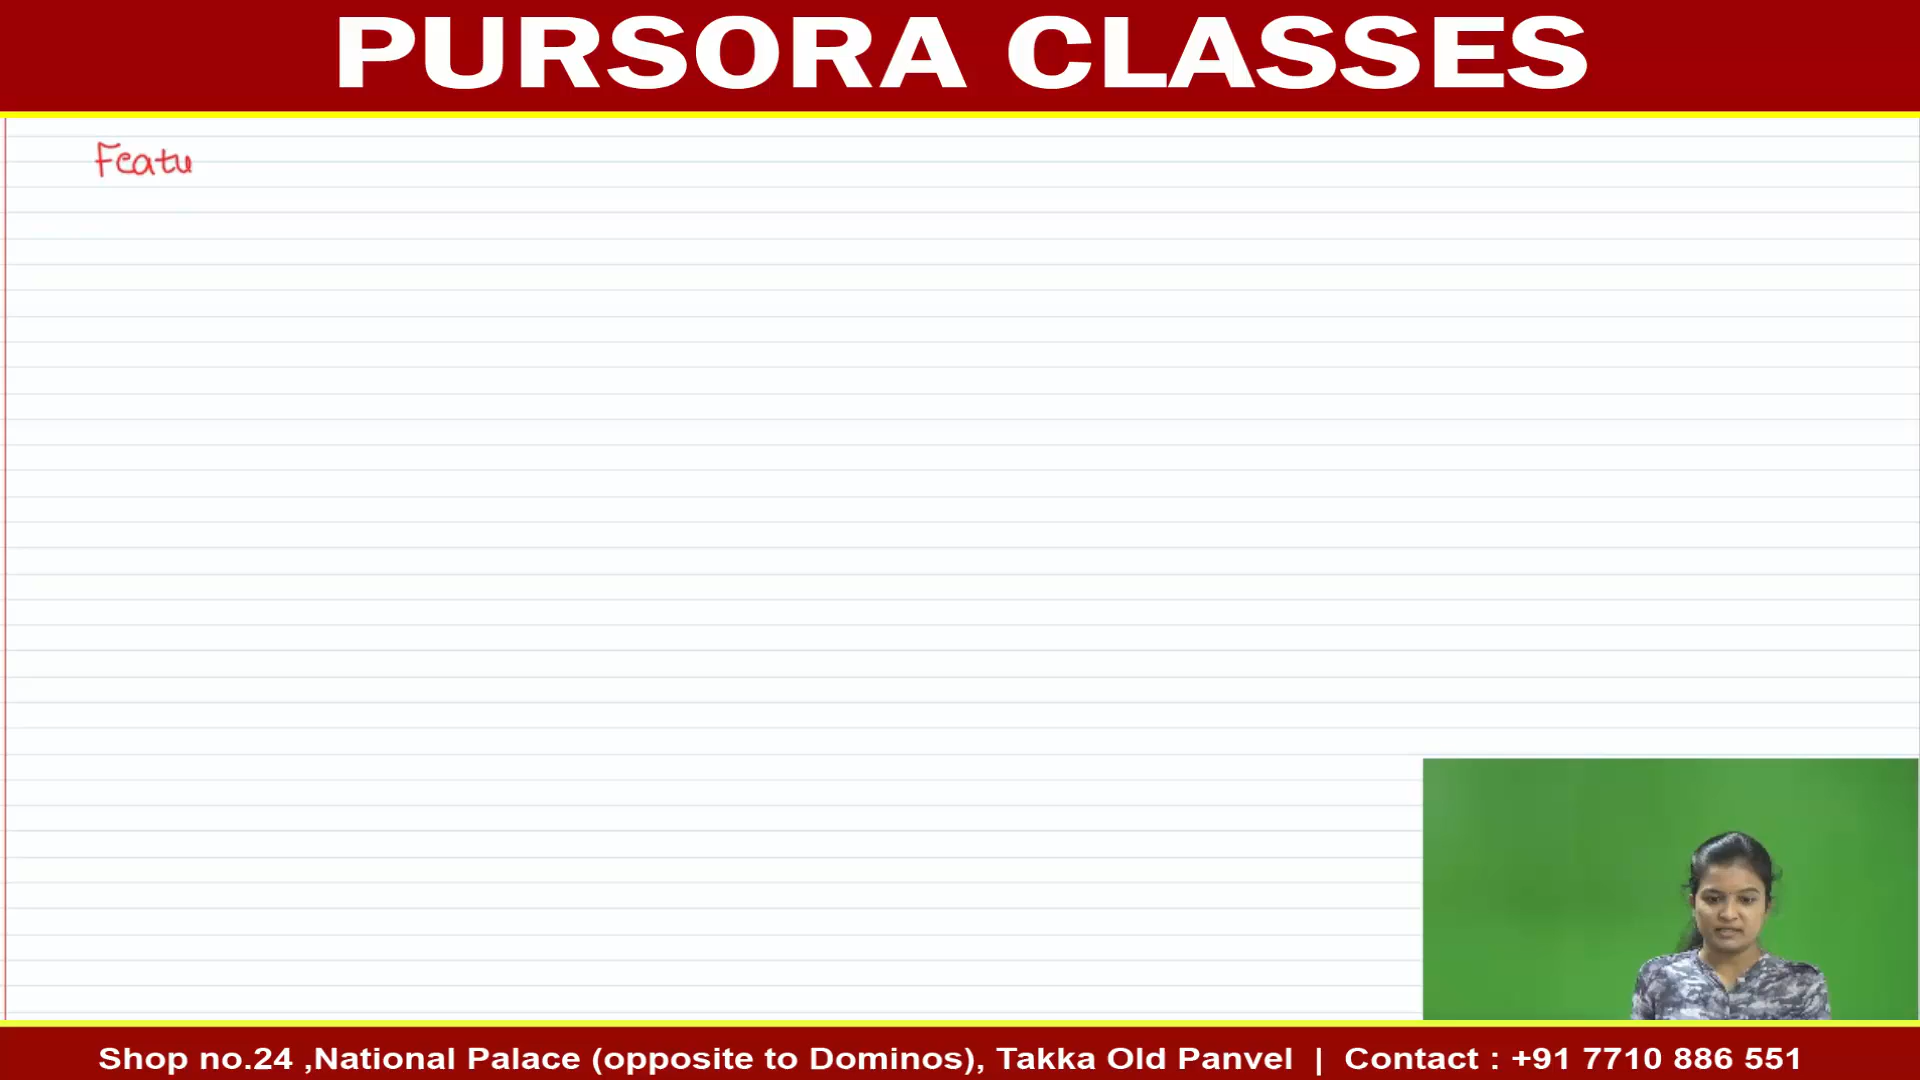 PURSORA CLASSES
Featu
Shop no.24 ,National Palace (opposite to Dominos), Takka Old Panvel | Contact : +91 7710 886 551